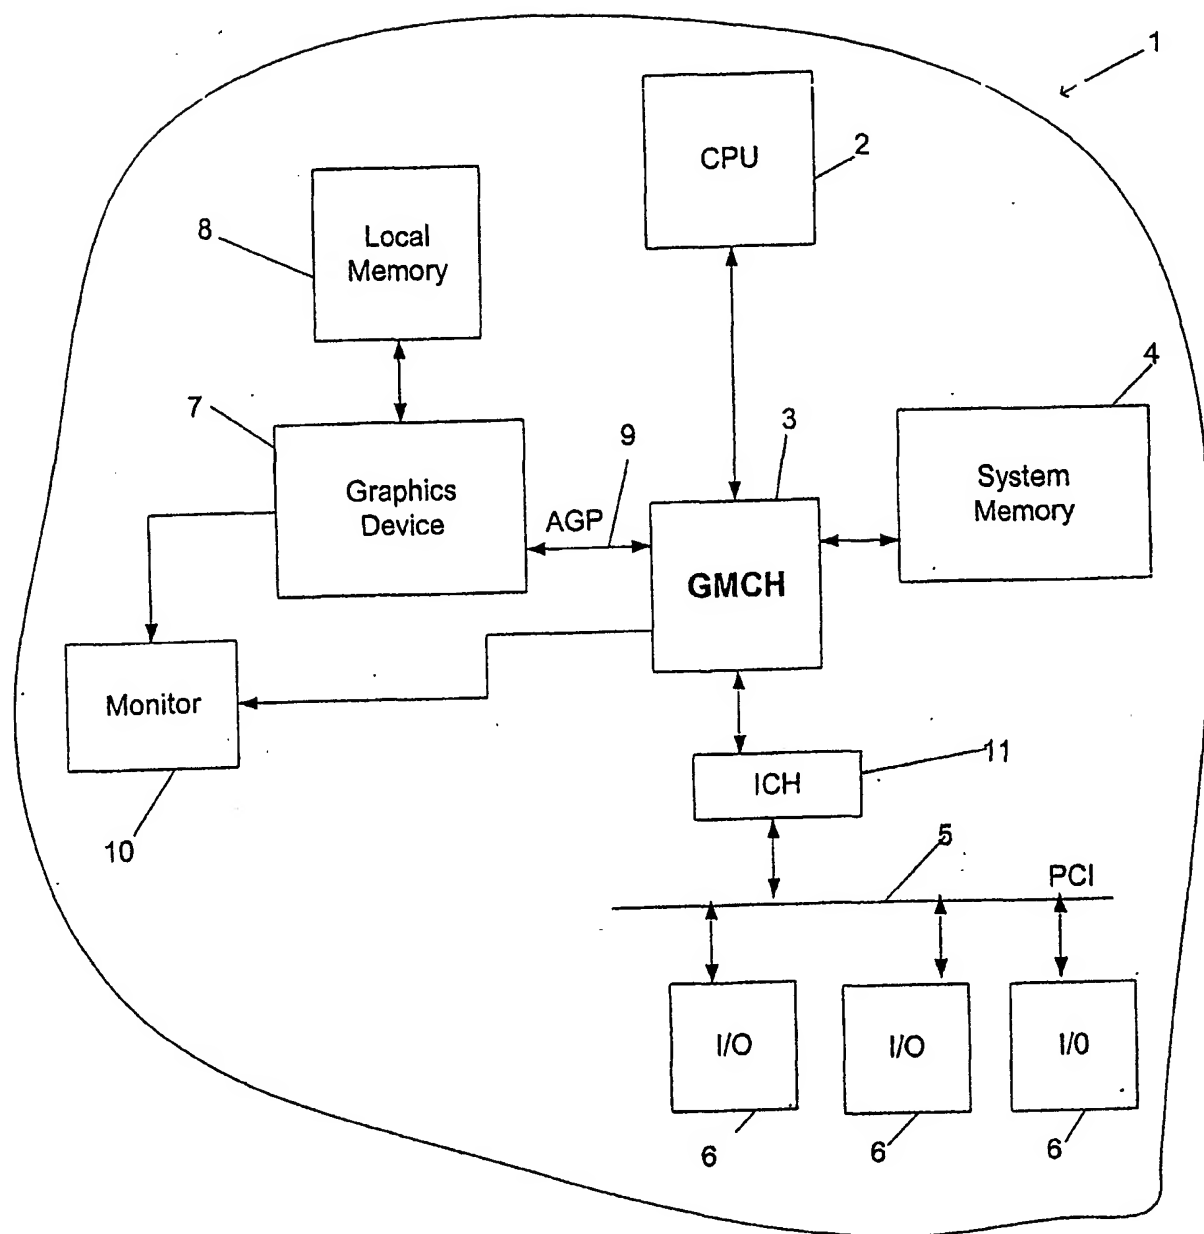 1
CPU
2
8
Local
Memory
4
7
9
3
Graphics
Device
AGP
System
Memory
GMCH
Monitor
10
11
ICH
5
PCI
I/O
I/O
I/0
6
6
6